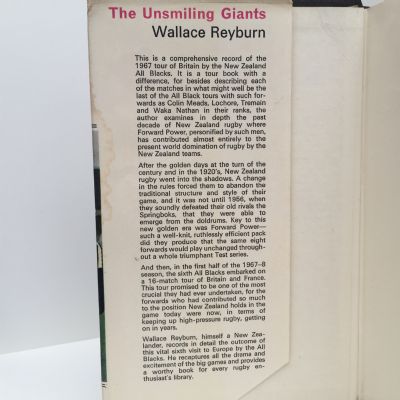 The Unsmiling Giants
Wallace Reyburn
This is a comprehensive record of the
1967 tour of Britain by the New Zealand
All Blacks. It is a tour book with a
difference, for besides describing each
of the matches in what might well be the
last of the All Black tours with such for-
wards as Colin Meads, Lochore, Tremain
and Waka Nathan in their ranks, the
author examines in depth the past
decade of New Zealand rugby where
Forward Power, personified by such men,
has contributed almost entirely to the
present world domination of rugby by the
New Zealand teams.
After the golden days at the turn of the
century and in the 1920's, New Zealand
rugby went into the shadows. A change
in the rules forced them to abandon the
traditional structure and style of their
game, and it was not until 1956, when
they soundly defeated their old rivals the
Springboks, that they were able to
emerge from the doldrums. Key to this
new golden era was Forward Power—
such a well-knit, ruthlessly efficient pack
did they produce that the same eight
forwards would play unchanged through-
out a whole triumphant Test series.
And then, in the first half of the 1967-8
season, the sixth All Blacks embarked on
a 16-match tour of Britain and France.
This tour promised to be one of the most
crucial they had ever undertaken, for the
forwards who had contributed so much
to the position New Zealand holds in the
game today were now, in terms of
keeping up high-pressure rugby, getting
on in years.
Wallace Reyburn, himself a New Zea-
lander, records in detail the outcome of
this vital sixth visit to Europe by the All
Blacks. He recaptures all the drama and
excitement of the big games and provides
a worthy book for every rugby en-
thusiast's library.